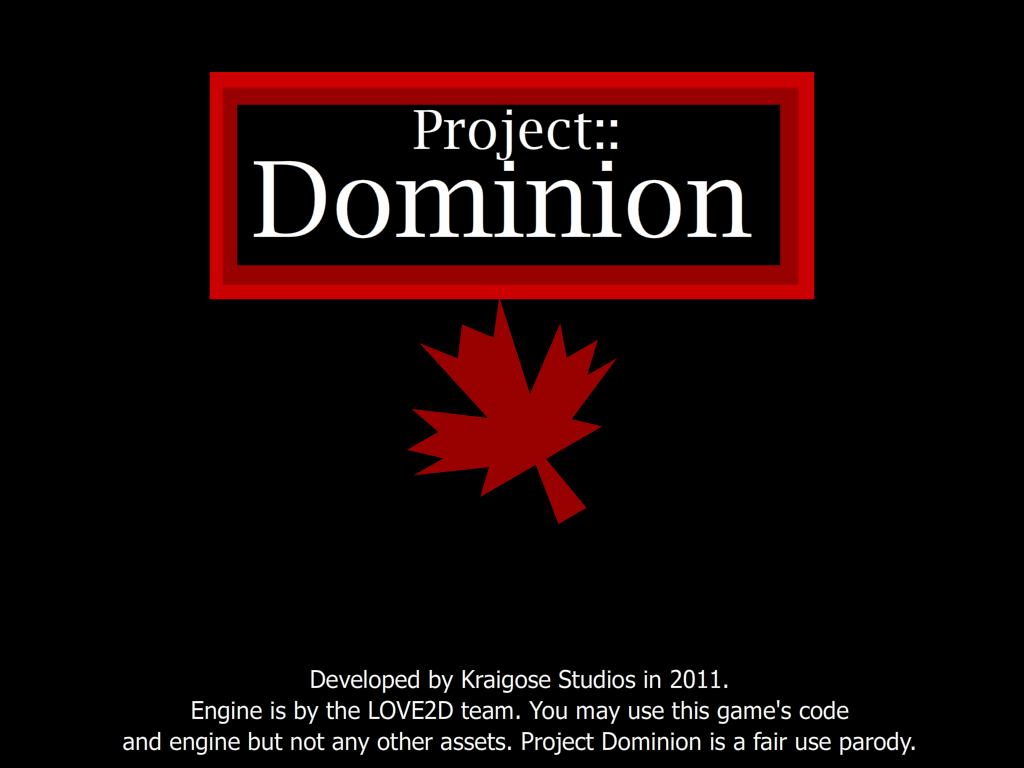 Project::
Dominion
Developed by Kraigose Studios in 2011.
Engine is by the LOVE2D team. You may use this game's code
and engine but not any other assets. Project Dominion is a fair use parody.